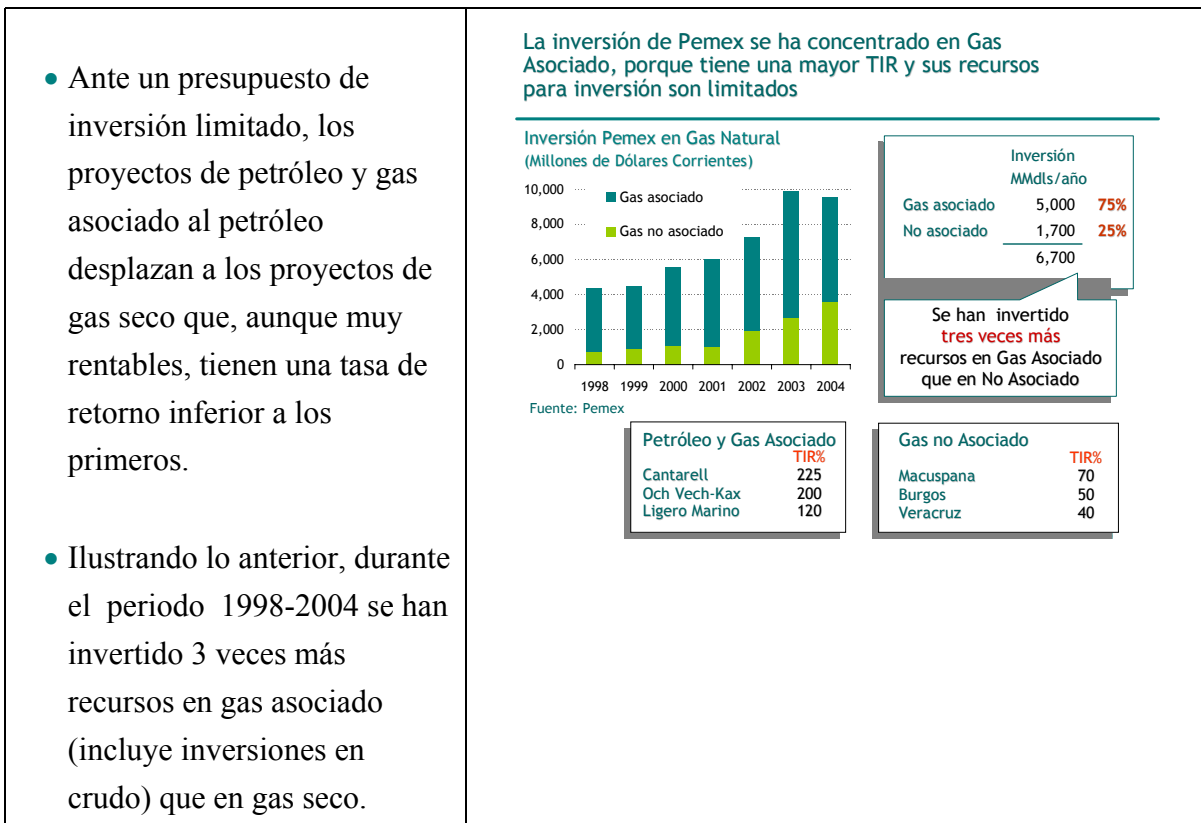 • Ante un presupuesto de
inversión limitado, los
proyectos de petróleo y gas
asociado al petróleo
desplazan a los proyectos de
gas seco que, aunque muy
rentables, tienen una tasa de
retorno inferior a los
primeros.
• Ilustrando lo anterior, durante
el periodo 1998-2004 se han
invertido 3 veces más
recursos en gas asociado
(incluye inversiones en
crudo) que en gas seco.
La inversión de Pemex se ha concentrado en Gas
Asociado, porque tiene una mayor TIR y sus recursos
para inversión son limitados
Inversión Pemex en Gas Natural
(Millones de Dólares Corrientes)
10,000
8,000
6,000
4,000
2,000
0
Gas asociado
Gas no asociado
1998 1999 2000 2001 2002 2003 2004
Fuente: Pemex
Inversión
MMdls/año
Gas asociado 5,000 75%
No asociado 1,700 25%
6,700
Se han invertido
tres veces más
recursos en Gas Asociado
que en No Asociado
Petróleo y Gas Asociado
TIR%
Cantarell 225
Och Vech-Kax 200
Ligero Marino 120
Gas no Asociado
TIR%
Macuspana 70
Burgos 50
Veracruz 40